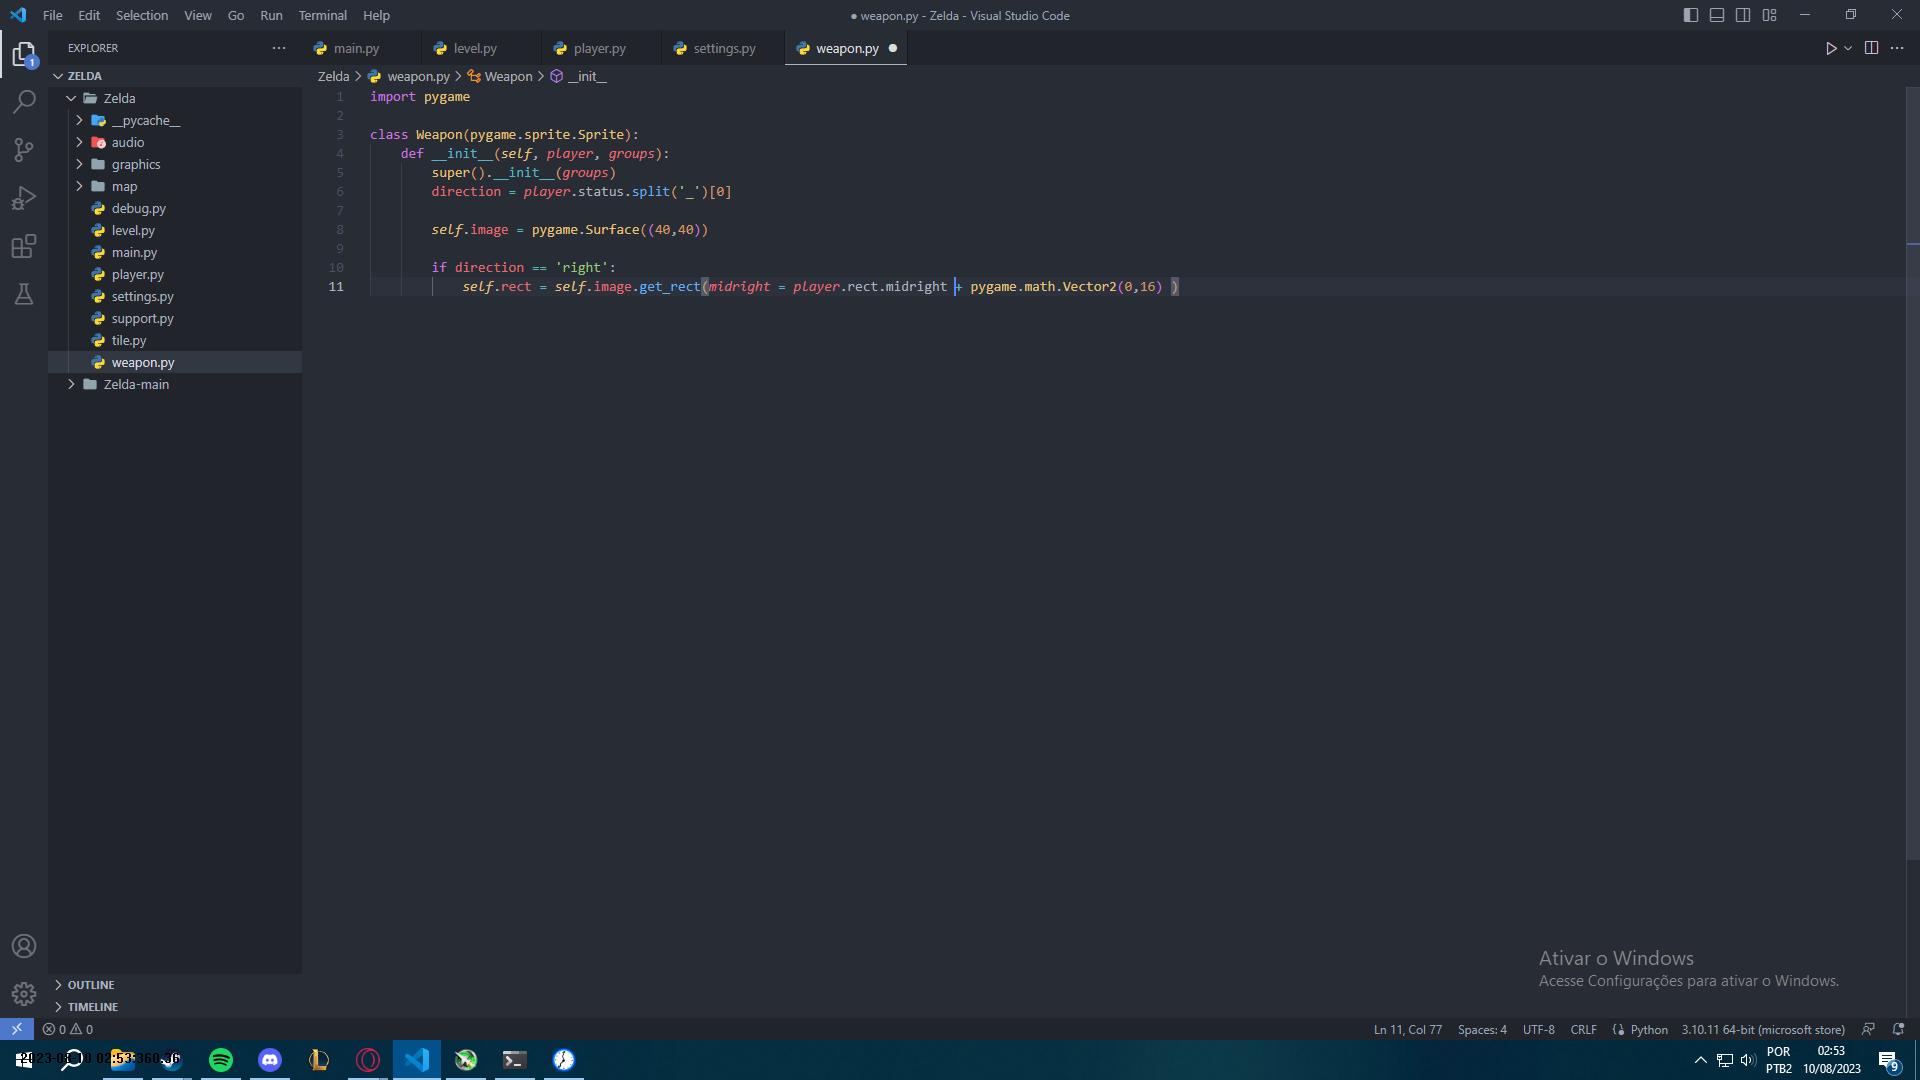 File Edit Selection View Go Run Terminal Help
● weapon.py - Zelda - Visual Studio Code
EXPLORER
main.py level.py player.py settings.py weapon.py
ZELDA
Zelda
__pycache__
audio
graphics
map
debug.py
level.py
main.py
player.py
settings.py
support.py
tile.py
weapon.py
Zelda-main
OUTLINE
TIMELINE
1
Zelda > weapon.py > Weapon > __init__
1 import pygame
2
3 class Weapon(pygame.sprite.Sprite):
4 def __init__(self, player, groups):
5 super().__init__(groups)
6 direction = player.status.split('_')[0]
7
8 self.image = pygame.Surface((40,40))
9
10 if direction == 'right':
11 self.rect = self.image.get_rect(midright = player.rect.midright + pygame.math.Vector2(0,16) )
Ativar o Windows
Acesse Configurações para ativar o Windows.
0 0
Ln 11, Col 77 Spaces: 4 UTF-8 CRLF Python 3.10.11 64-bit (microsoft store)
POR
PTB2
02:53
10/08/2023
9